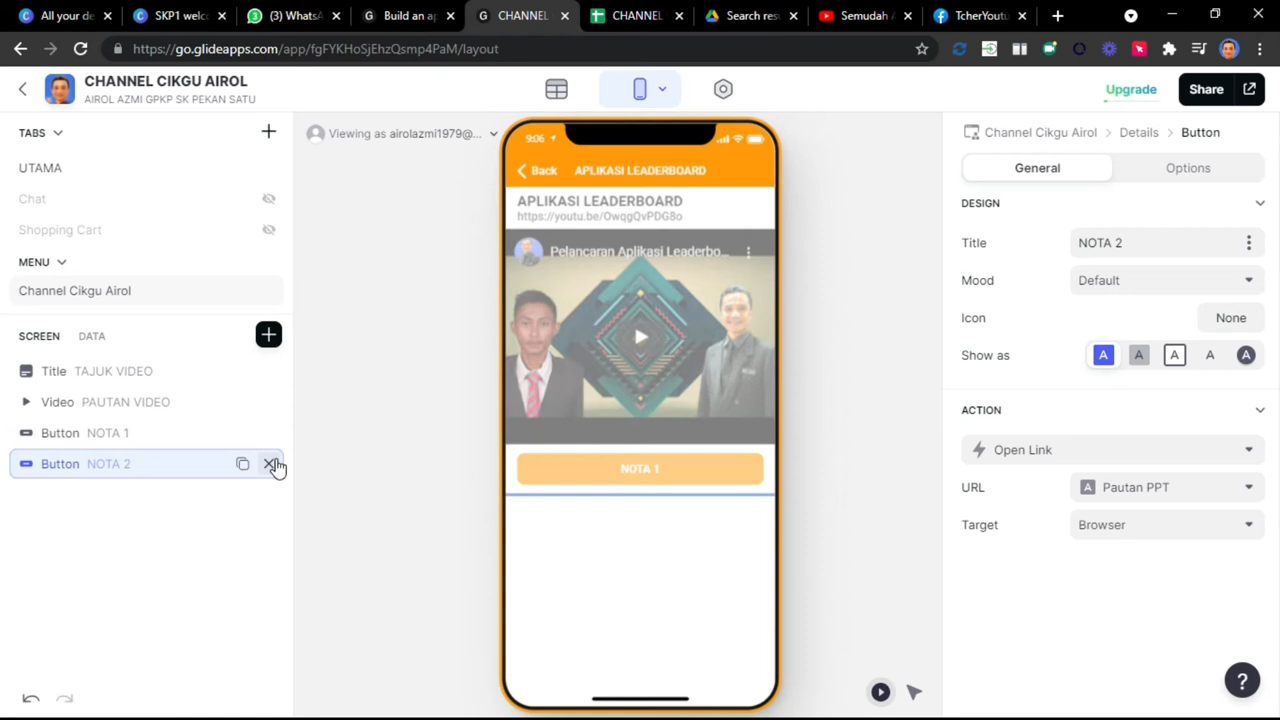 All your de
SKP1 welco
(3) WhatsA
Build an ap
CHANNEL
CHANNEL
Search resu
Semudah A
TcherYoutu
https://go.glideapps.com/app/fgFYKHoSjEhzQsmp4PaM/layout
CHANNEL CIKGU AIROL
AIROL AZMI GPKP SK PEKAN SATU
Upgrade
Share
TABS
UTAMA
Chat
Shopping Cart
MENU
Channel Cikgu Airol
SCREEN
DATA
Title TAJUK VIDEO
Video PAUTAN VIDEO
Button NOTA 1
Button NOTA 2
Viewing as airolazmi1979@...
9:06
Back
APLIKASI LEADERBOARD
APLIKASI LEADERBOARD
https://youtu.be/OwqgQvPDG8o
Pelancaran Aplikasi Leaderbo...
NOTA 1
Channel Cikgu Airol > Details > Button
General
Options
DESIGN
Title
NOTA 2
Mood
Default
Icon
None
Show as
A
A
A
A
A
ACTION
Open Link
URL
A Pautan PPT
Target
Browser
?